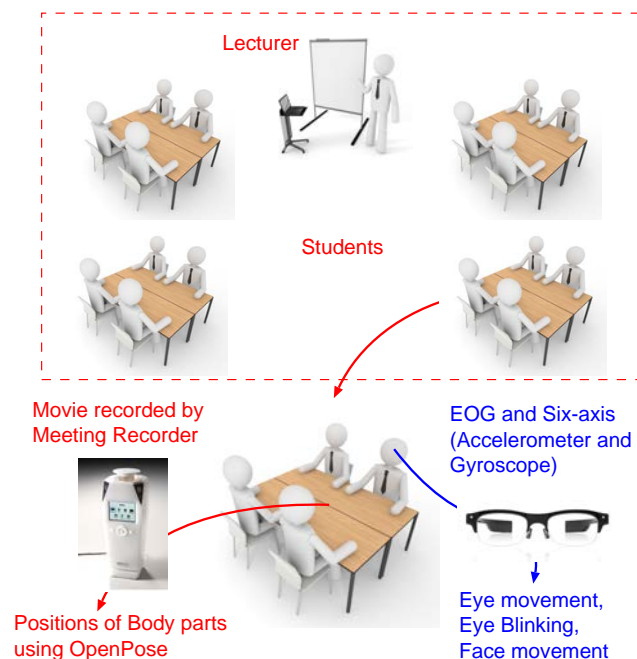 Lecturer
Students
Movie recorded by
Meeting Recorder
EOG and Six-axis
(Accelerometer and
Gyroscope)
Positions of Body parts
using OpenPose
Eye movement,
Eye Blinking,
Face movement